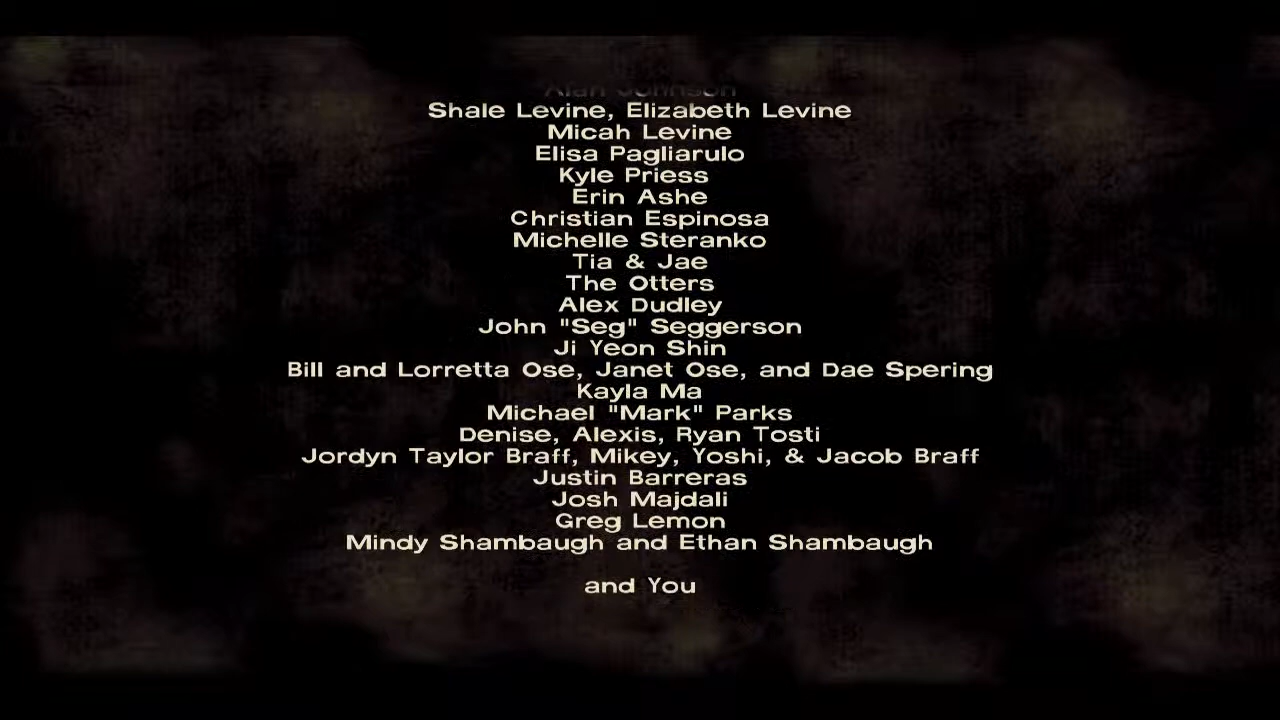 Alan Johnson
Shale Levine, Elizabeth Levine
Micah Levine
Elisa Pagliarulo
Kyle Priess
Erin Ashe
Christian Espinosa
Michelle Steranko
Tia & Jae
The Otters
Alex Dudley
John "Seg" Seggerson
Ji Yeon Shin
Bill and Lorretta Ose, Janet Ose, and Dae Spering
Kayla Ma
Michael "Mark" Parks
Denise, Alexis, Ryan Tosti
Jordyn Taylor Braff, Mikey, Yoshi, & Jacob Braff
Justin Barreras
Josh Majdali
Greg Lemon
Mindy Shambaugh and Ethan Shambaugh
and You